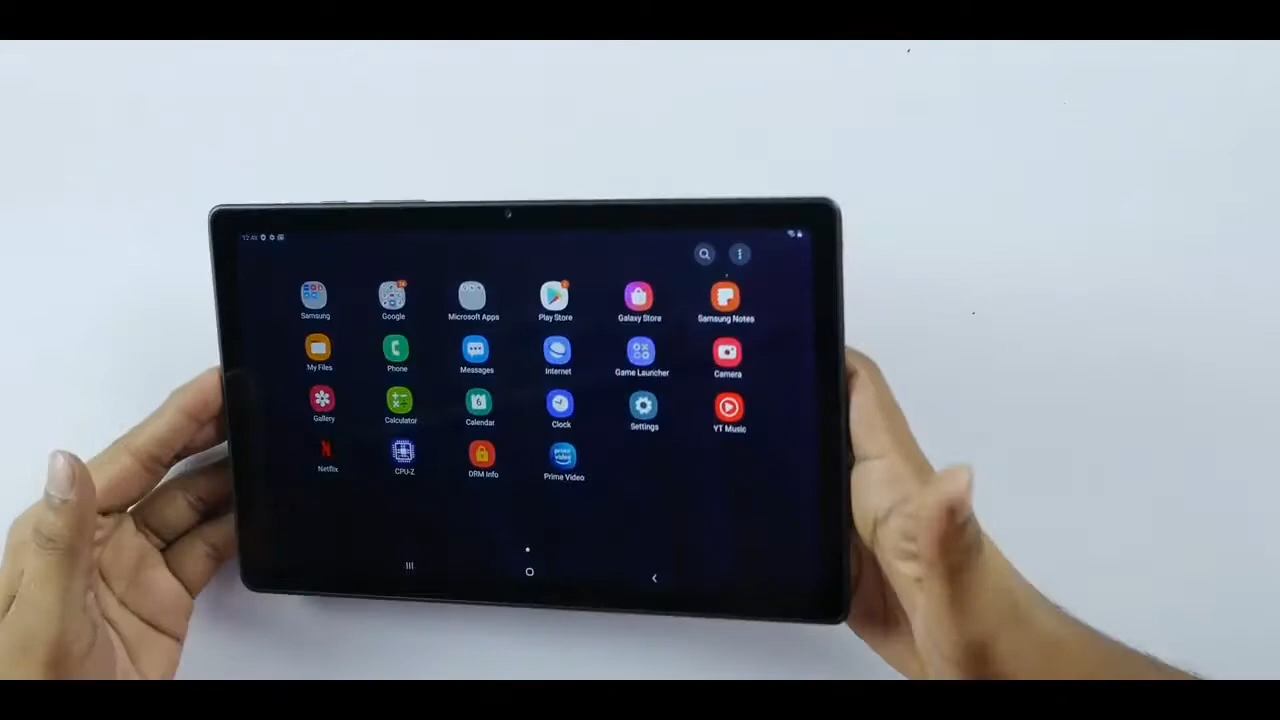 Samsung Google Microsoft Apps Play Store Galaxy Store Samsung Notes
My Files Phone Messages Internet Game Launcher Camera
Gallery Calculator Calendar Clock Settings YT Music
Netflix CPU-Z DRM Info Prime Video